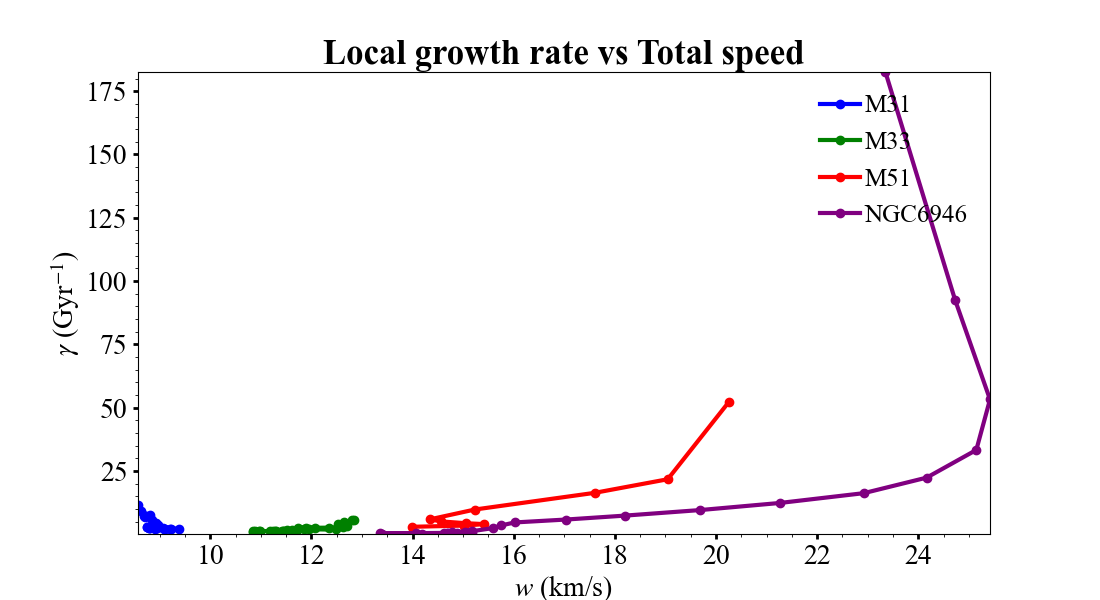 Local growth rate vs Total speed
175
150
125
100
75
50
25
γ (Gyr⁻¹)
M31
M33
M51
NGC6946
10 12 14 16 18 20 22 24
w (km/s)